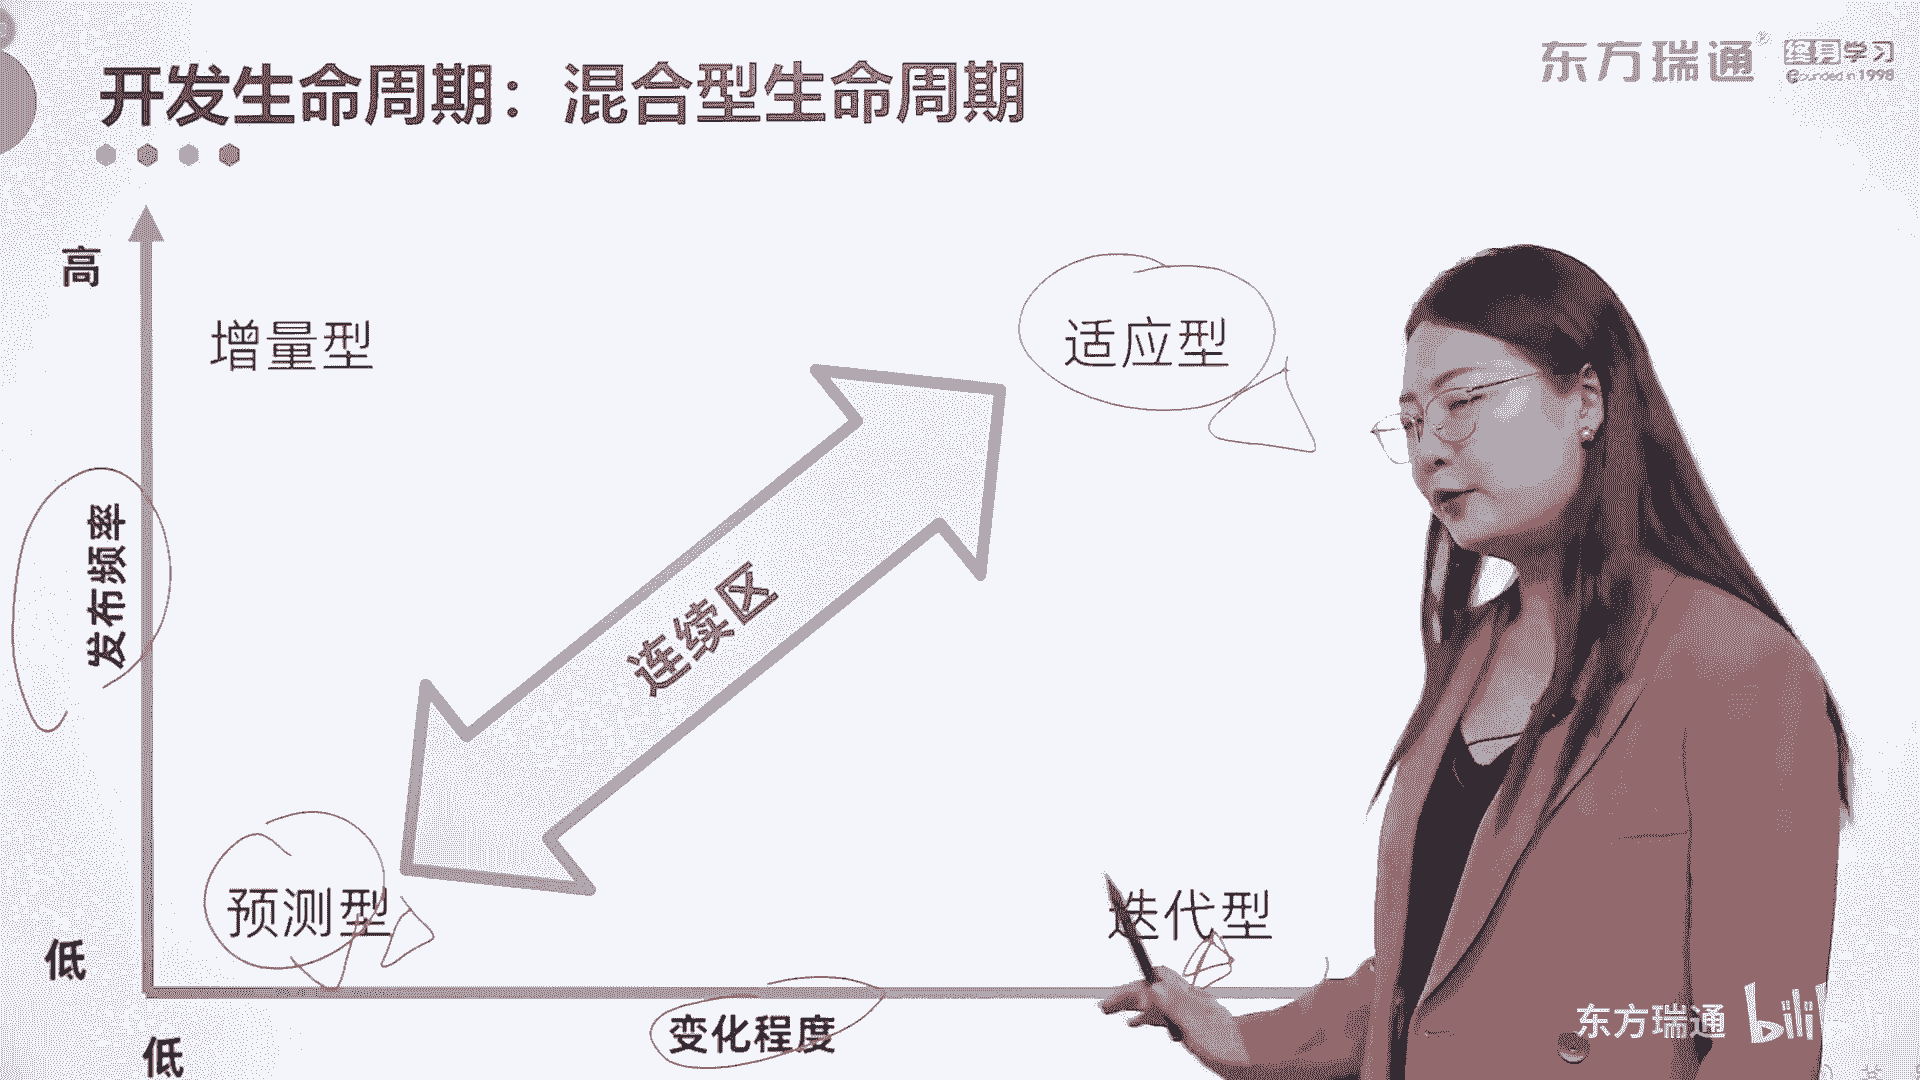 开发生命周期：混合型生命周期
东方瑞通®
终身学习
Founded in 1998
高
增量型
适应型
发布频率
连续区
预测型
迭代型
低
变化程度
低
东方瑞通
bili